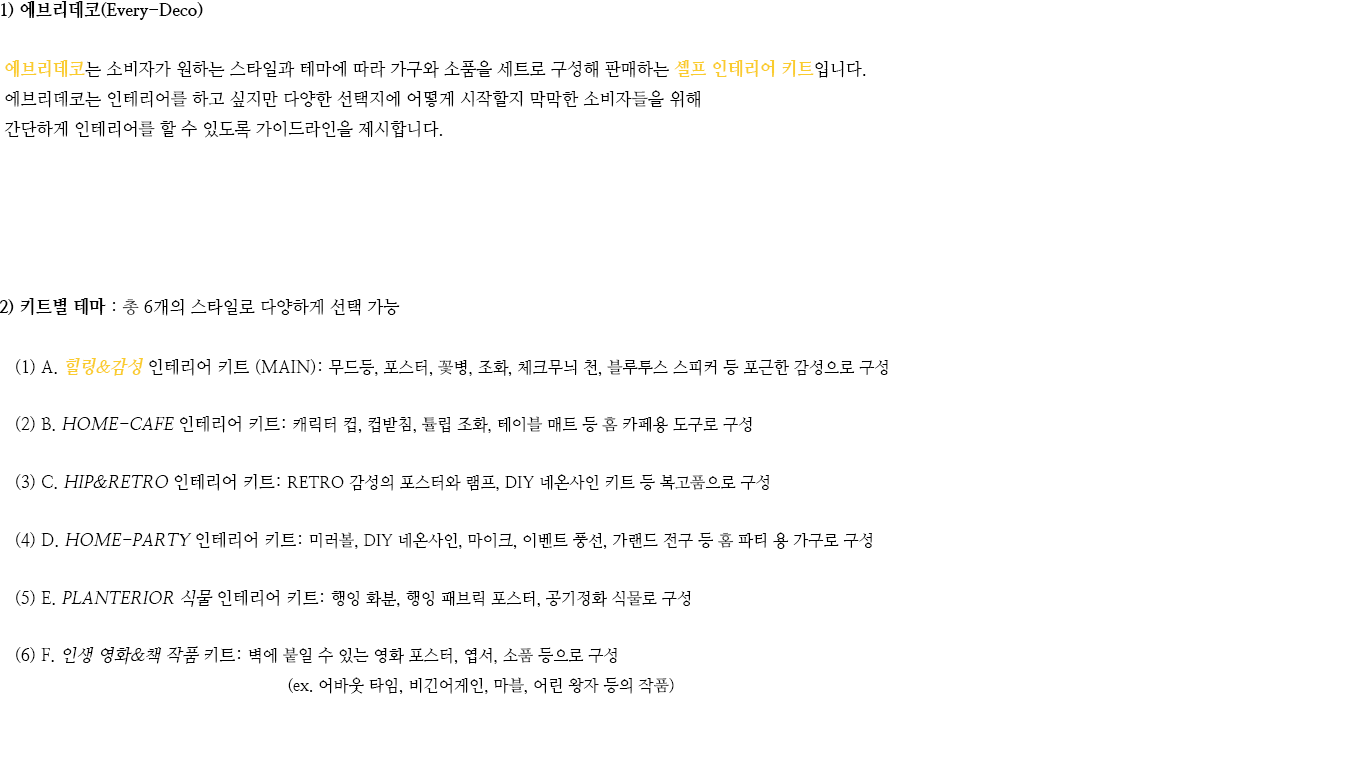 1) 에브리데코(Every-Deco)
에브리데코는 소비자가 원하는 스타일과 테마에 따라 가구와 소품을 세트로 구성해 판매하는 셀프 인테리어 키트입니다.
에브리데코는 인테리어를 하고 싶지만 다양한 선택지에 어떻게 시작할지 막막한 소비자들을 위해
간단하게 인테리어를 할 수 있도록 가이드라인을 제시합니다.
2) 키트별 테마 : 총 6개의 스타일로 다양하게 선택 가능
(1) A. 힐링&감성 인테리어 키트 (MAIN): 무드등, 포스터, 꽃병, 조화, 체크무늬 천, 블루투스 스피커 등 포근한 감성으로 구성
(2) B. HOME-CAFE 인테리어 키트: 캐릭터 컵, 컵받침, 튤립 조화, 테이블 매트 등 홈 카페용 도구로 구성
(3) C. HIP&RETRO 인테리어 키트: RETRO 감성의 포스터와 램프, DIY 네온사인 키트 등 복고품으로 구성
(4) D. HOME-PARTY 인테리어 키트: 미러볼, DIY 네온사인, 마이크, 이벤트 풍선, 가랜드 전구 등 홈 파티 용 가구로 구성
(5) E. PLANTERIOR 식물 인테리어 키트: 행잉 화분, 행잉 패브릭 포스터, 공기정화 식물로 구성
(6) F. 인생 영화&책 작품 키트: 벽에 붙일 수 있는 영화 포스터, 엽서, 소품 등으로 구성
(ex. 어바웃 타임, 비긴어게인, 마블, 어린 왕자 등의 작품)